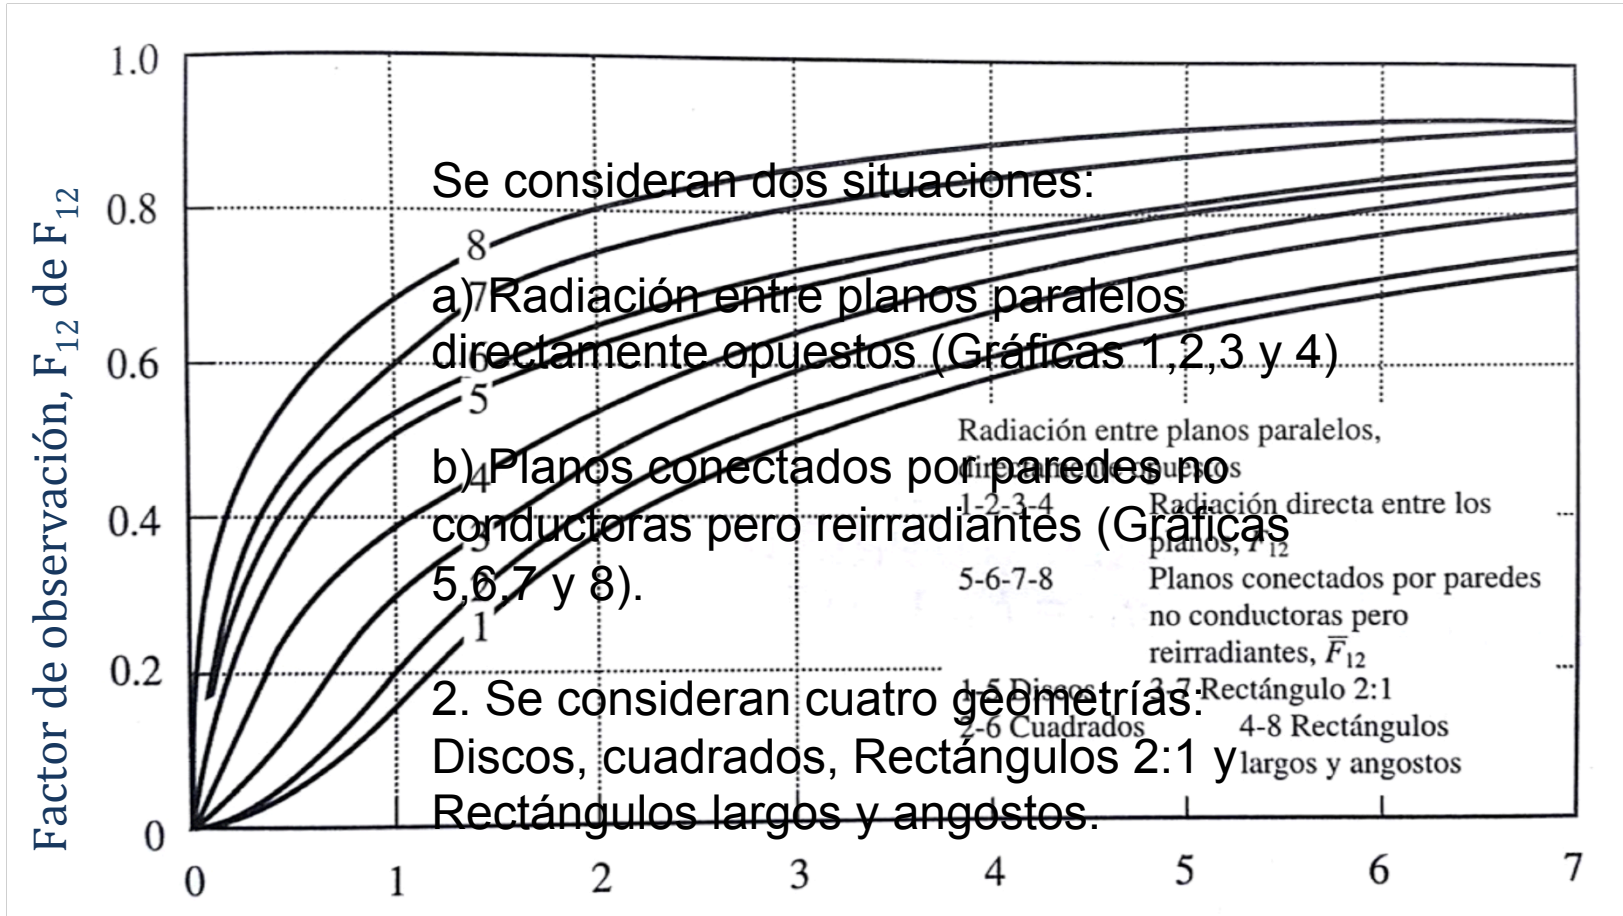 Factor de observación, F12 de F12
1.0
0.8
0.6
0.4
0.2
0
0 1 2 3 4 5 6 7
8
7
6
5
4
3
2
1
Se consideran dos situaciones:
a) Radiación entre planos paralelos
directamente opuestos (Gráficas 1,2,3 y 4)
b) Planos conectados por paredes no
conductoras pero reirradiantes (Gráficas
5,6,7 y 8).
2. Se consideran cuatro geometrías:
Discos, cuadrados, Rectángulos 2:1 y
Rectángulos largos y angostos.
Radiación entre planos paralelos,
directamente opuestos
1-2-3-4 Radiación directa entre los
planos, F12
5-6-7-8 Planos conectados por paredes
no conductoras pero
reirradiantes, F̅12
1-5 Discos 3-7 Rectángulo 2:1
2-6 Cuadrados 4-8 Rectángulos
largos y angostos